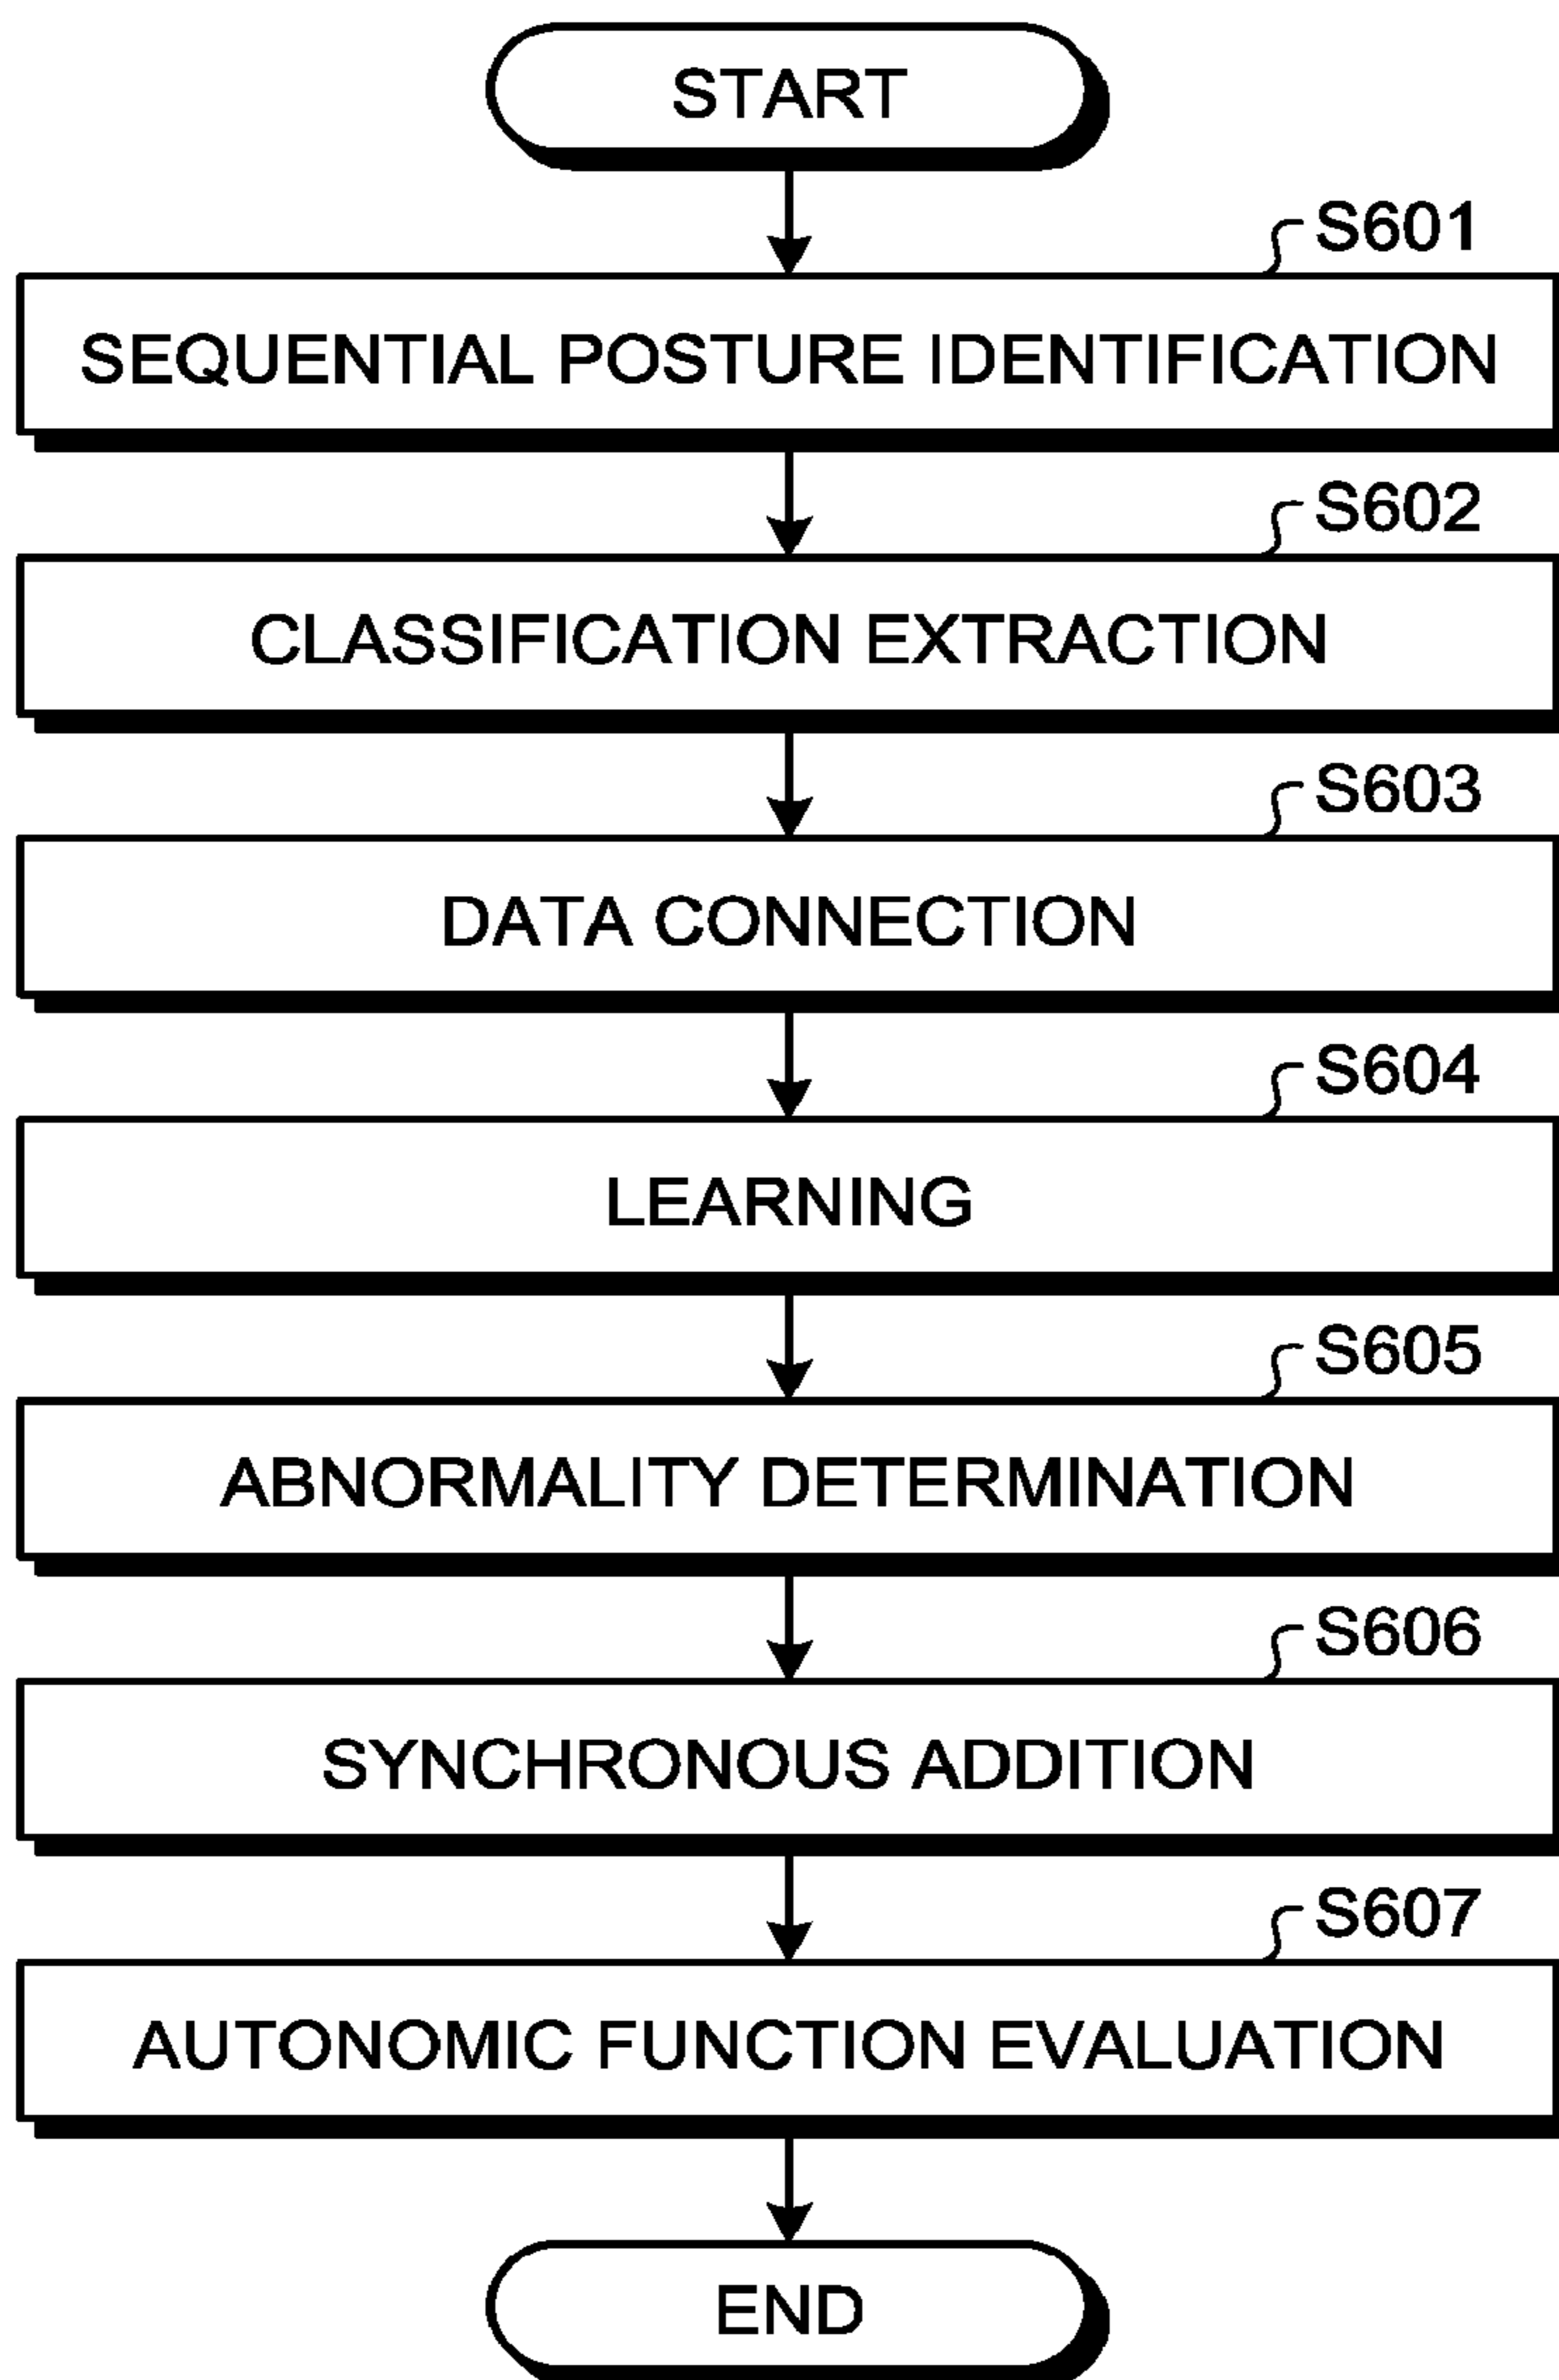 START
S601
SEQUENTIAL POSTURE IDENTIFICATION
S602
CLASSIFICATION EXTRACTION
S603
DATA CONNECTION
S604
LEARNING
S605
ABNORMALITY DETERMINATION
S606
SYNCHRONOUS ADDITION
S607
AUTONOMIC FUNCTION EVALUATION
END